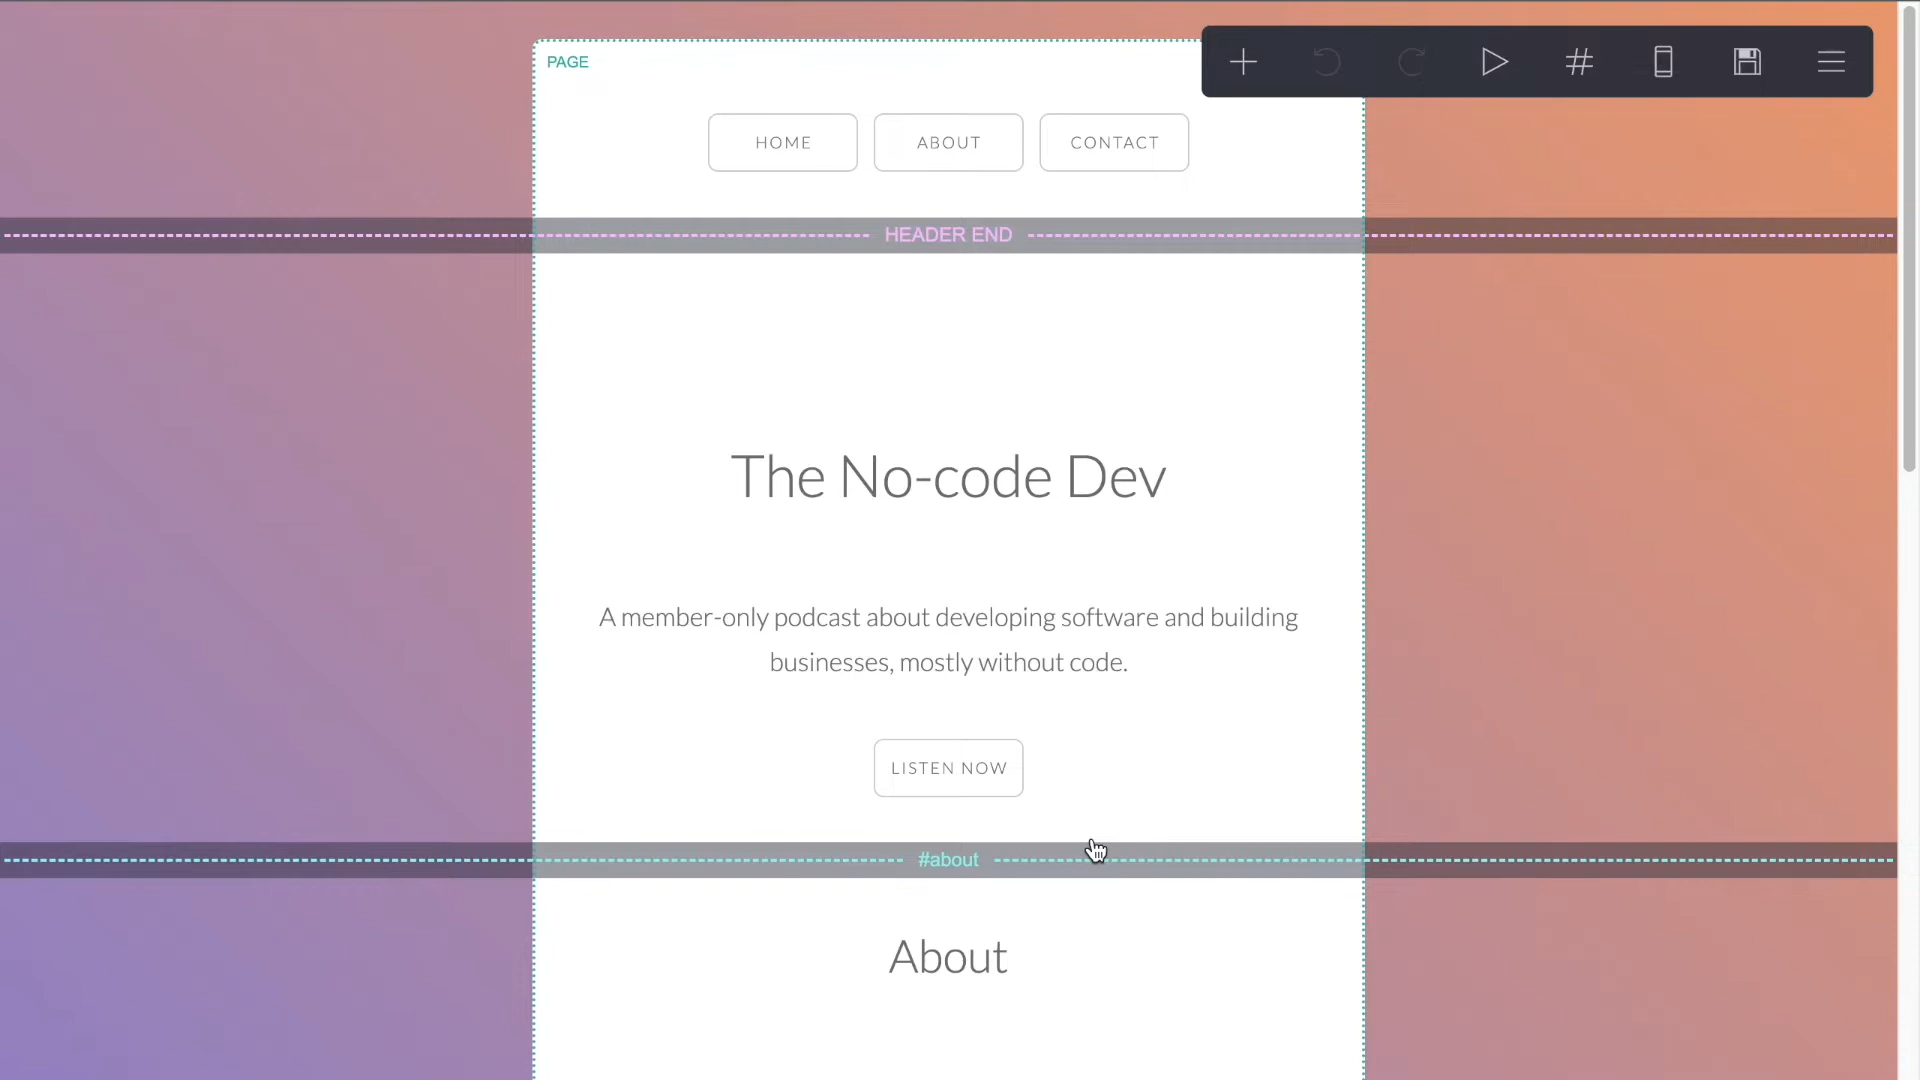 PAGE
HOME
ABOUT
CONTACT
HEADER END
The No-code Dev
A member-only podcast about developing software and building
businesses, mostly without code.
LISTEN NOW
#about
About